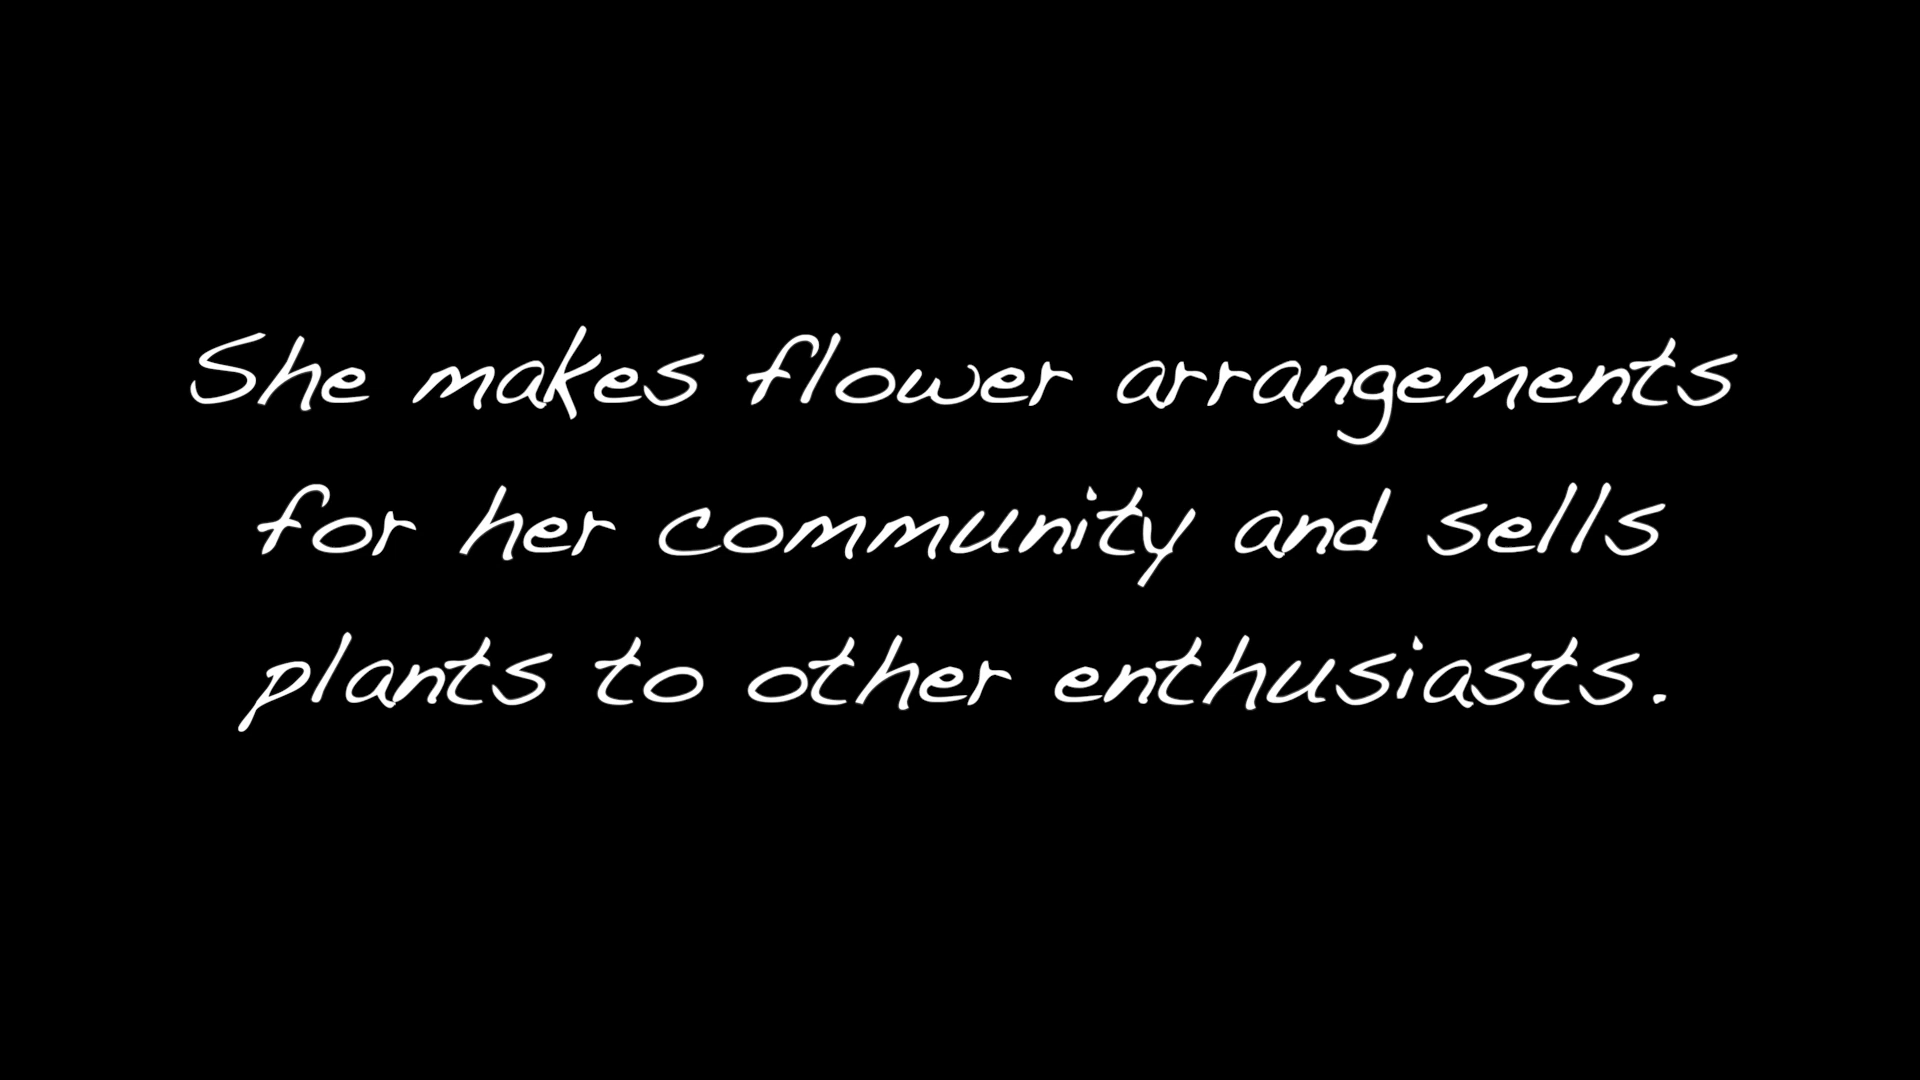 She makes flower arrangements
for her community and sells
plants to other enthusiasts.